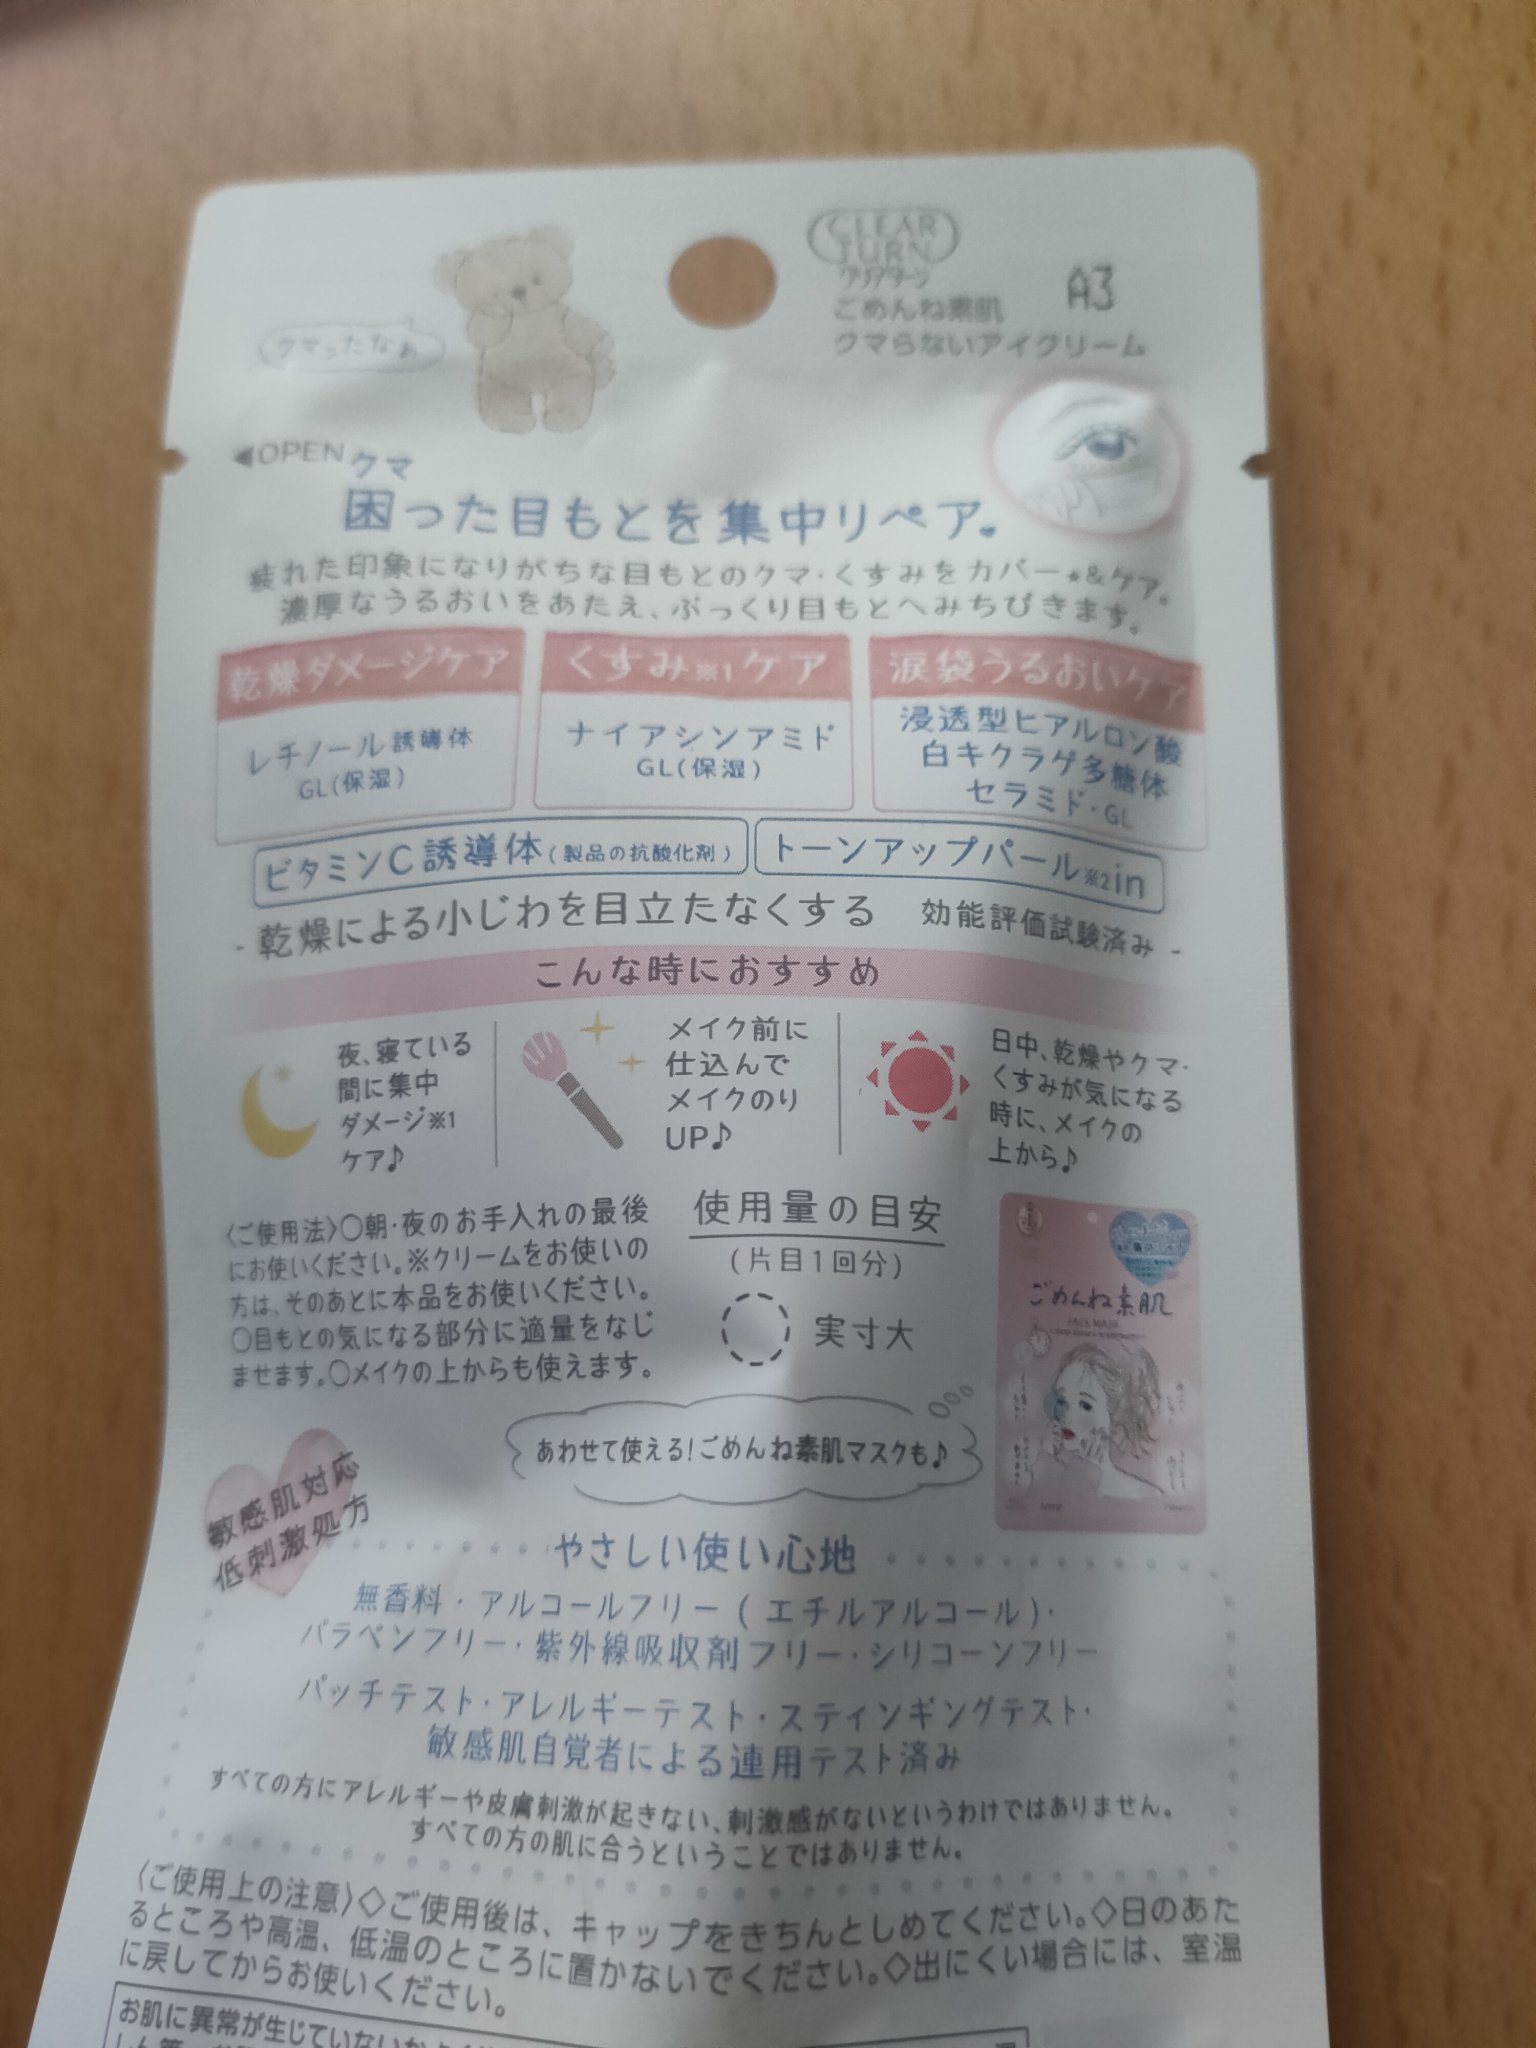 CLEAR
TURN
クリアターン
ごめんね素肌
クマらないアイクリーム
A3
クマったなぁ
◀OPEN
クマ
困った目もとを集中リペア
疲れた印象になりがちな目もとのクマ・くすみをカバー*&ケア。
濃厚なうるおいをあたえ、ぷっくり目もとへみちびきます。
乾燥ダメージケア
レチノール誘導体
GL(保湿)
くすみ※1ケア
ナイアシンアミド
GL(保湿)
涙袋うるおいケア
浸透型ヒアルロン酸
白キクラゲ多糖体
セラミド・GL
ビタミンC誘導体(製品の抗酸化剤)
トーンアップパール※2in
- 乾燥による小じわを目立たなくする 効能評価試験済み -
こんな時におすすめ
夜、寝ている
間に集中
ダメージ※1
ケア♪
メイク前に
仕込んで
メイクのり
UP♪
日中、乾燥やクマ・
くすみが気になる
時に、メイクの
上から♪
〈ご使用法〉○朝・夜のお手入れの最後
にお使いください。※クリームをお使いの
方は、そのあとに本品をお使いください。
○目もとの気になる部分に適量をなじ
ませます。○メイクの上からも使えます。
使用量の目安
(片目1回分)
実寸大
ごめんね素肌
FACE MASK
あわせて使える!ごめんね素肌マスクも♪
敏感肌対応
低刺激処方
やさしい使い心地
無香料・アルコールフリー(エチルアルコール)・
パラベンフリー・紫外線吸収剤フリー・シリコーンフリー
パッチテスト・アレルギーテスト・スティンギングテスト・
敏感肌自覚者による連用テスト済み
すべての方にアレルギーや皮膚刺激が起きない、刺激感がないというわけではありません。
すべての方の肌に合うということではありません。
〈ご使用上の注意〉◇ご使用後は、キャップをきちんとしめてください。◇日のあた
るところや高温、低温のところに置かないでください。◇出にくい場合には、室温
に戻してからお使いください。
お肌に異常が生じていないか